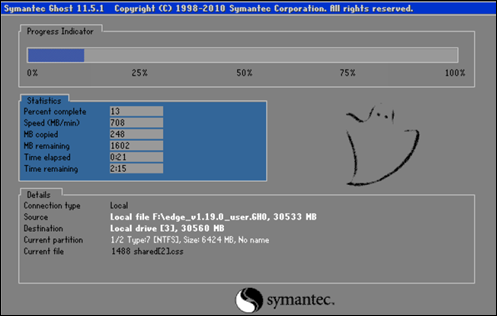 Symantec Ghost 11.5.1 Copyright (C) 1998-2010 Symantec Corporation. All rights reserved.
Progress Indicator
0% 25% 50% 75% 100%
Statistics
Percent complete 13
Speed (MB/min) 708
MB copied 248
MB remaining 1602
Time elapsed 0:21
Time remaining 2:15
Details
Connection type Local
Source Local file F:\edge_v1.19.0_user.GHO, 30533 MB
Destination Local drive [3], 30560 MB
Current partition 1/2 Type:7 [NTFS], Size: 6424 MB, No name
Current file 1488 shared[2].css
symantec.